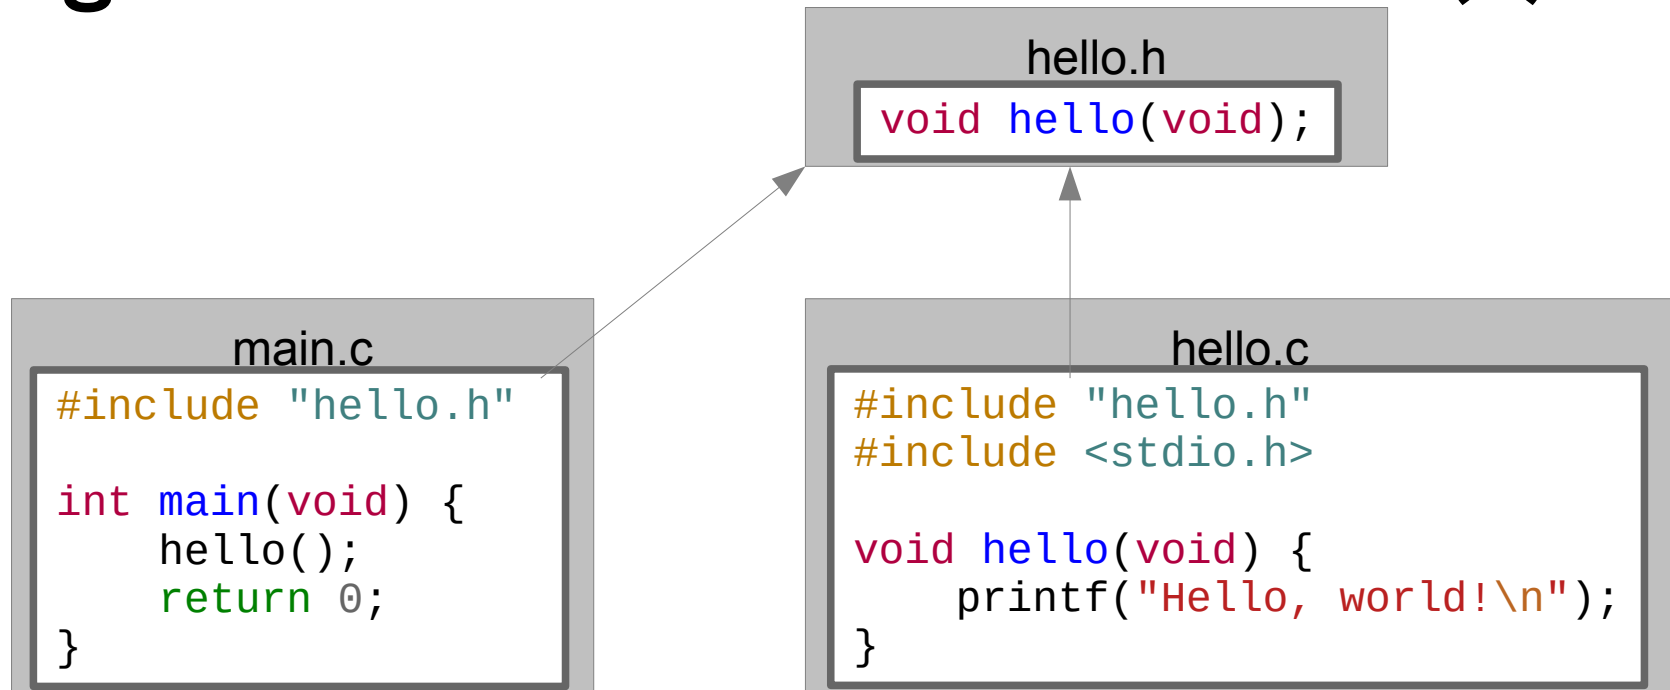 hello.h
void hello(void);
main.c
#include "hello.h"
int main(void) {
    hello();
    return 0;
}
hello.c
#include "hello.h"
#include <stdio.h>
void hello(void) {
    printf("Hello, world!\n");
}